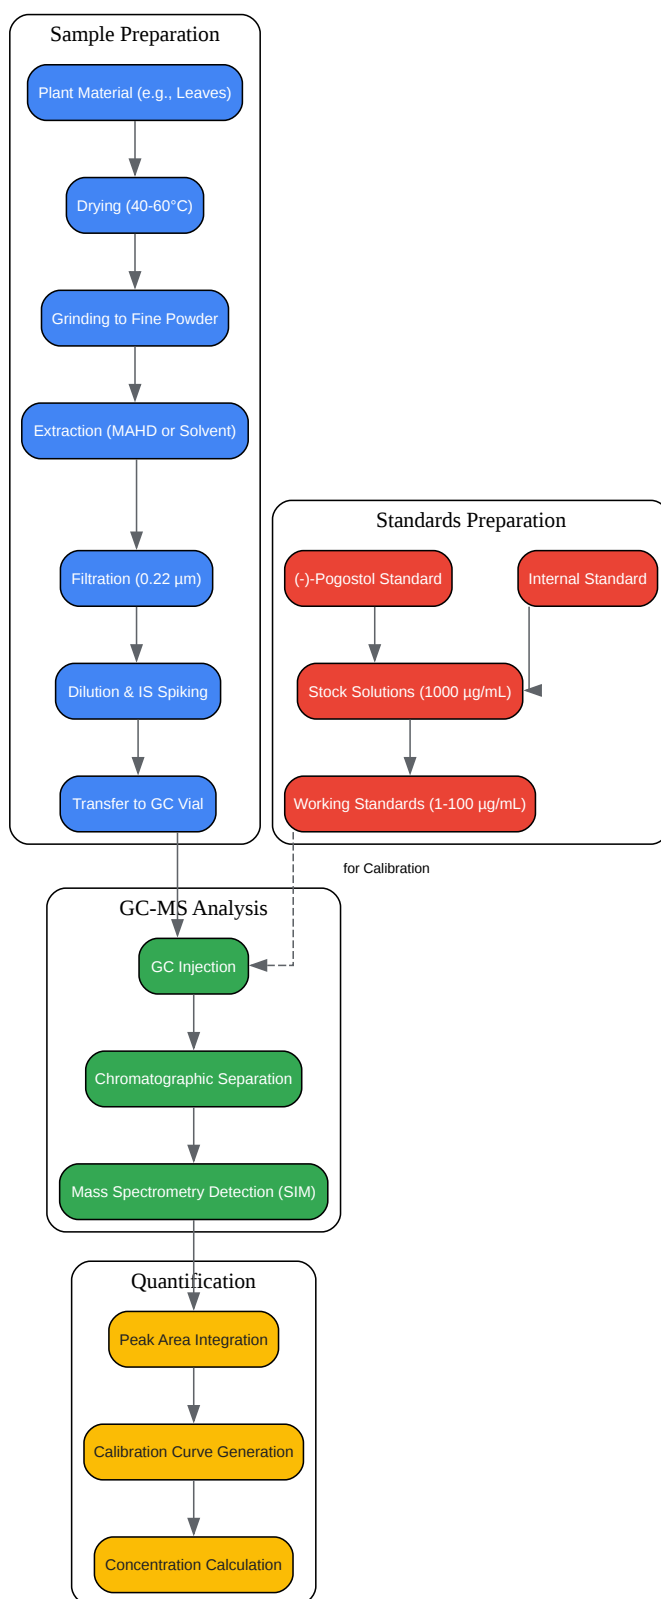 Sample Preparation
Plant Material (e.g., Leaves)
Drying (40-60°C)
Grinding to Fine Powder
Extraction (MAHD or Solvent)
Filtration (0.22 µm)
Dilution & IS Spiking
Transfer to GC Vial
Standards Preparation
(-)-Pogostol Standard
Internal Standard
Stock Solutions (1000 µg/mL)
Working Standards (1-100 µg/mL)
for Calibration
GC-MS Analysis
GC Injection
Chromatographic Separation
Mass Spectrometry Detection (SIM)
Quantification
Peak Area Integration
Calibration Curve Generation
Concentration Calculation